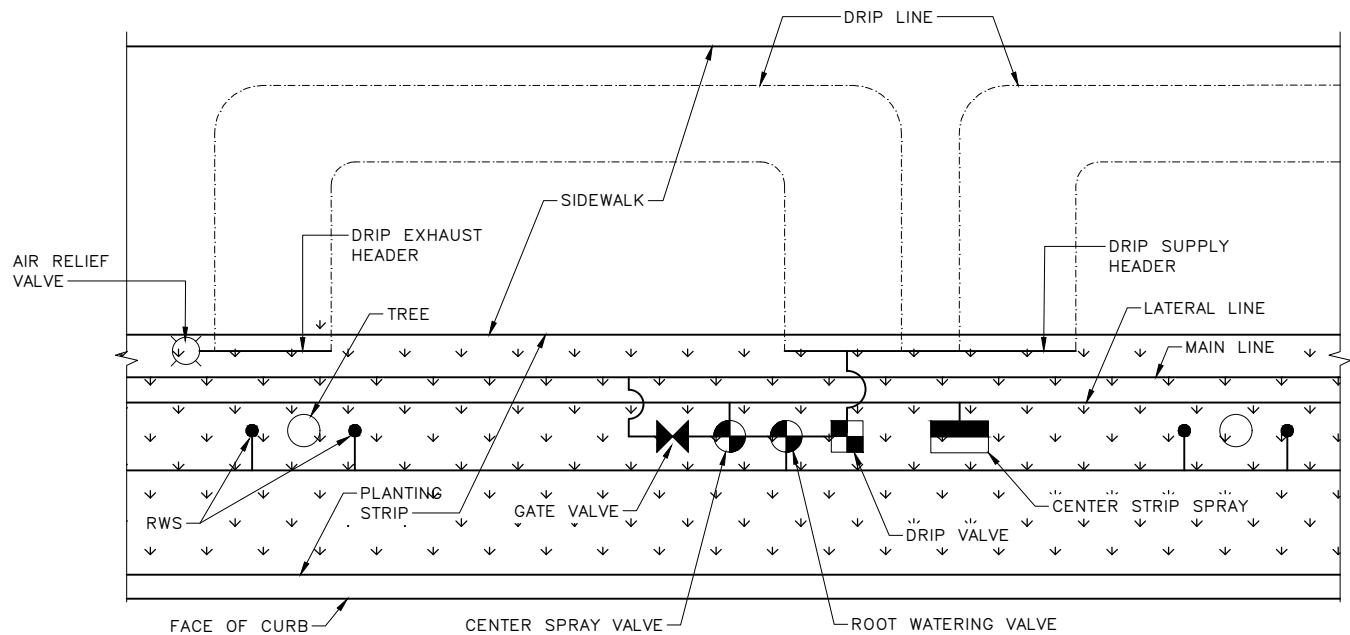 DRIP LINE
SIDEWALK
DRIP EXHAUST
HEADER
DRIP SUPPLY
HEADER
AIR RELIEF
VALVE
TREE
LATERAL LINE
MAIN LINE
PLANTING
STRIP
RWS
GATE VALVE
CENTER STRIP SPRAY
DRIP VALVE
FACE OF CURB
CENTER SPRAY VALVE
ROOT WATERING VALVE